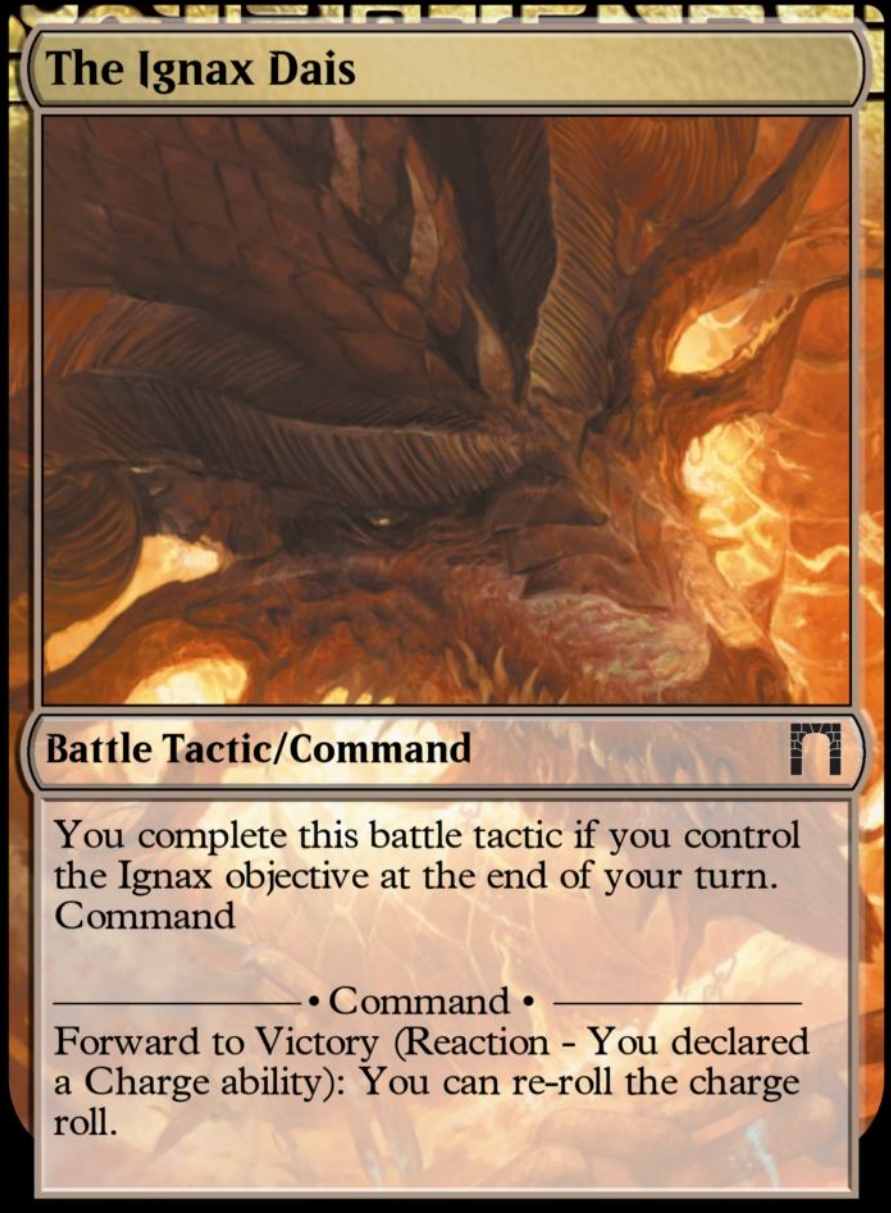 The Ignax Dais
Battle Tactic/Command
You complete this battle tactic if you control
the Ignax objective at the end of your turn.
Command
• Command •
Forward to Victory (Reaction - You declared
a Charge ability): You can re-roll the charge
roll.